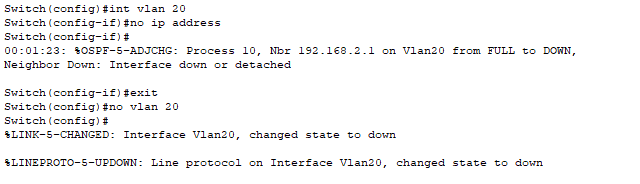 Switch(config)#int vlan 20
Switch(config-if)#no ip address
Switch(config-if)#
00:01:23: %OSPF-5-ADJCHG: Process 10, Nbr 192.168.2.1 on Vlan20 from FULL to DOWN,
Neighbor Down: Interface down or detached
Switch(config-if)#exit
Switch(config)#no vlan 20
Switch(config)#
%LINK-5-CHANGED: Interface Vlan20, changed state to down
%LINEPROTO-5-UPDOWN: Line protocol on Interface Vlan20, changed state to down